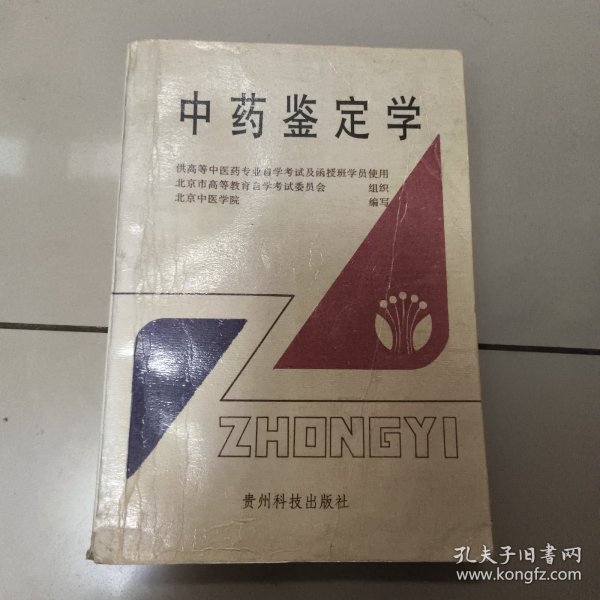 中药鉴定学
供高等中医药专业自学考试及函授班学员使用
北京市高等教育自学考试委员会 组织
北京中医学院 编写
ZHONGYI
贵州科技出版社
孔夫子旧书网
www.kongfz.com